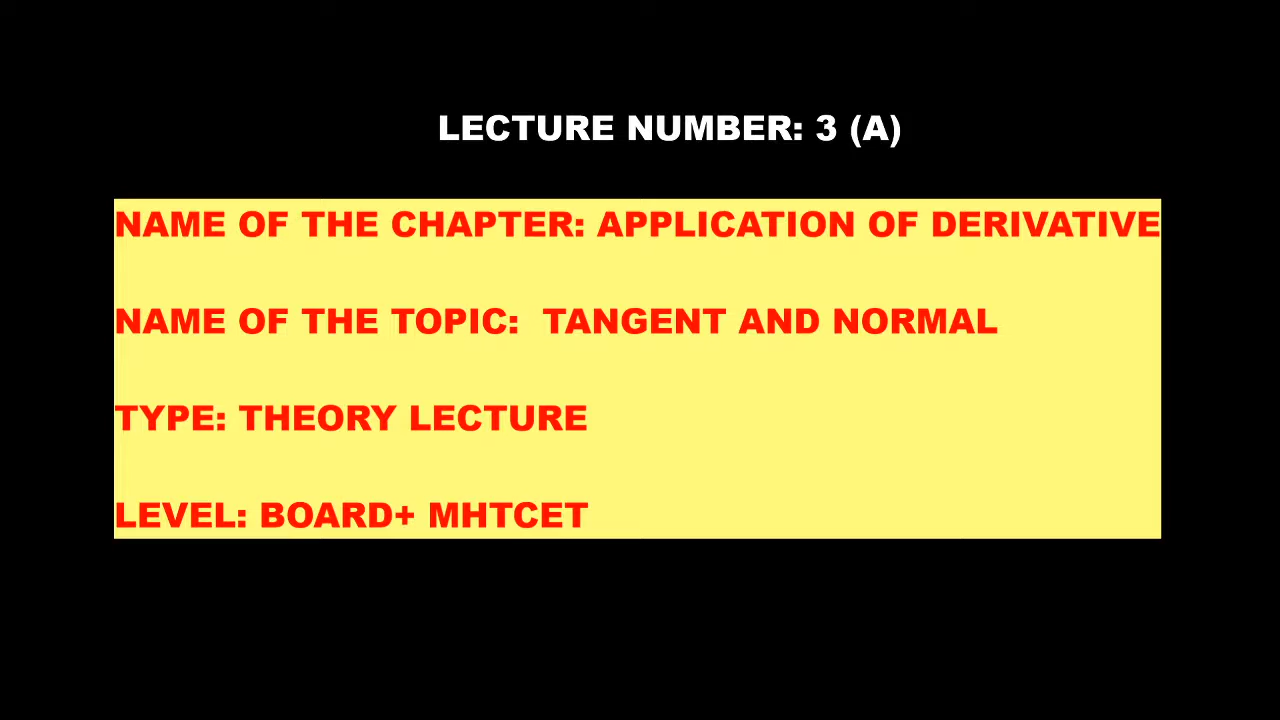 LECTURE NUMBER: 3 (A)
NAME OF THE CHAPTER: APPLICATION OF DERIVATIVE
NAME OF THE TOPIC: TANGENT AND NORMAL
TYPE: THEORY LECTURE
LEVEL: BOARD+ MHTCET